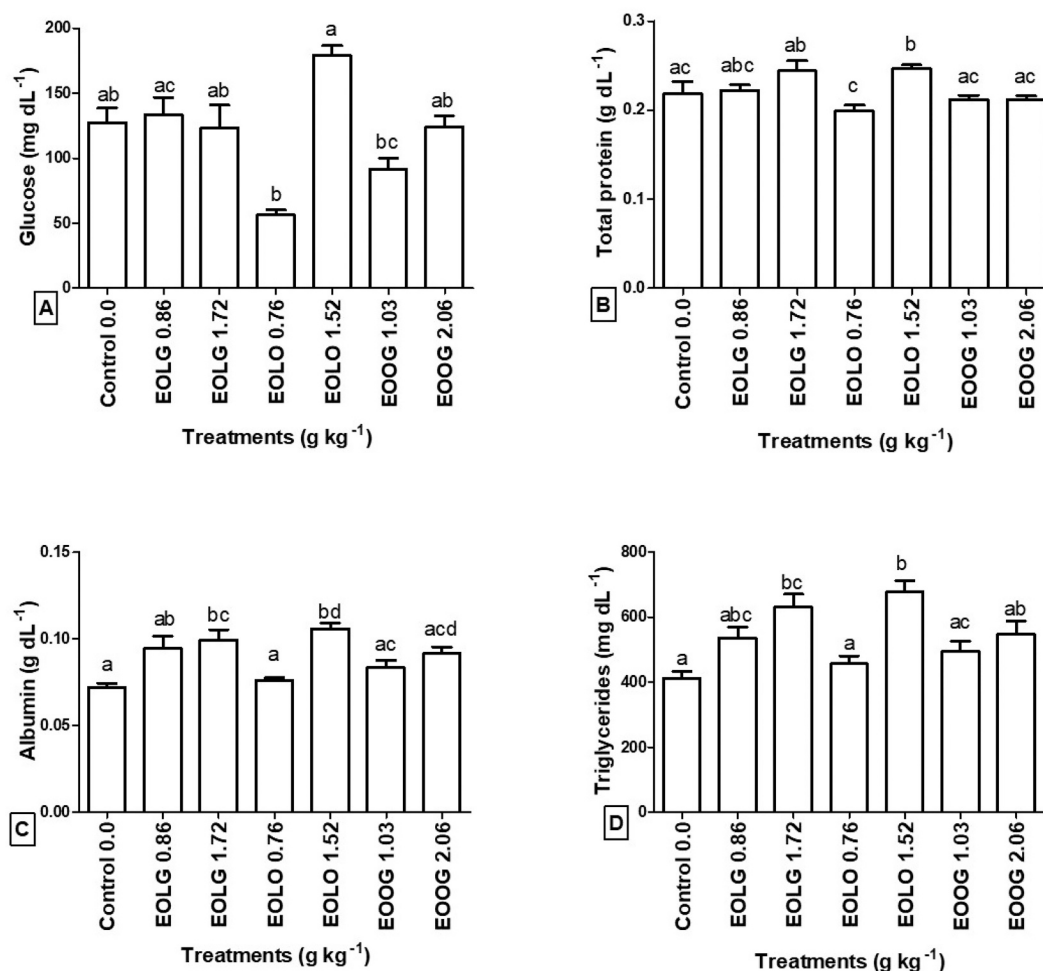 200
150
100
50
0
Glucose (mg dL⁻¹)
ab
ac
ab
b
a
bc
ab
A
Control 0.0
EOLG 0.86
EOLG 1.72
EOLO 0.76
EOLO 1.52
EOOG 1.03
EOOG 2.06
Treatments (g kg⁻¹)
0.3
0.2
0.1
0.0
Total protein (g dL⁻¹)
ac
abc
ab
c
b
ac
ac
B
Control 0.0
EOLG 0.86
EOLG 1.72
EOLO 0.76
EOLO 1.52
EOOG 1.03
EOOG 2.06
Treatments (g kg⁻¹)
0.15
0.10
0.05
0.00
Albumin (g dL⁻¹)
a
ab
bc
a
bd
ac
acd
C
Control 0.0
EOLG 0.86
EOLG 1.72
EOLO 0.76
EOLO 1.52
EOOG 1.03
EOOG 2.06
Treatments (g kg⁻¹)
800
600
400
200
0
Triglycerides (mg dL⁻¹)
a
abc
bc
a
b
ac
ab
D
Control 0.0
EOLG 0.86
EOLG 1.72
EOLO 0.76
EOLO 1.52
EOOG 1.03
EOOG 2.06
Treatments (g kg⁻¹)